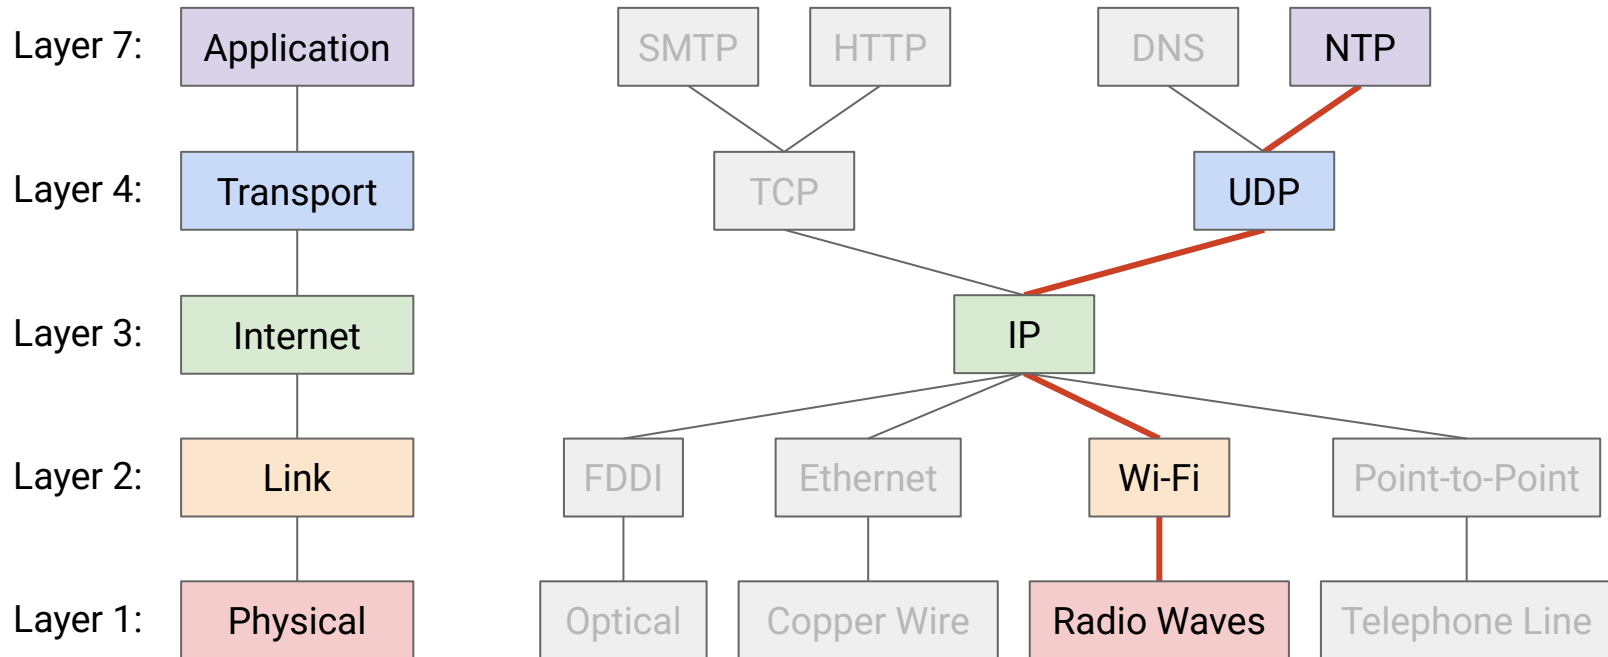 Layer 7: Application SMTP HTTP DNS NTP
Layer 4: Transport TCP UDP
Layer 3: Internet IP
Layer 2: Link FDDI Ethernet Wi-Fi Point-to-Point
Layer 1: Physical Optical Copper Wire Radio Waves Telephone Line